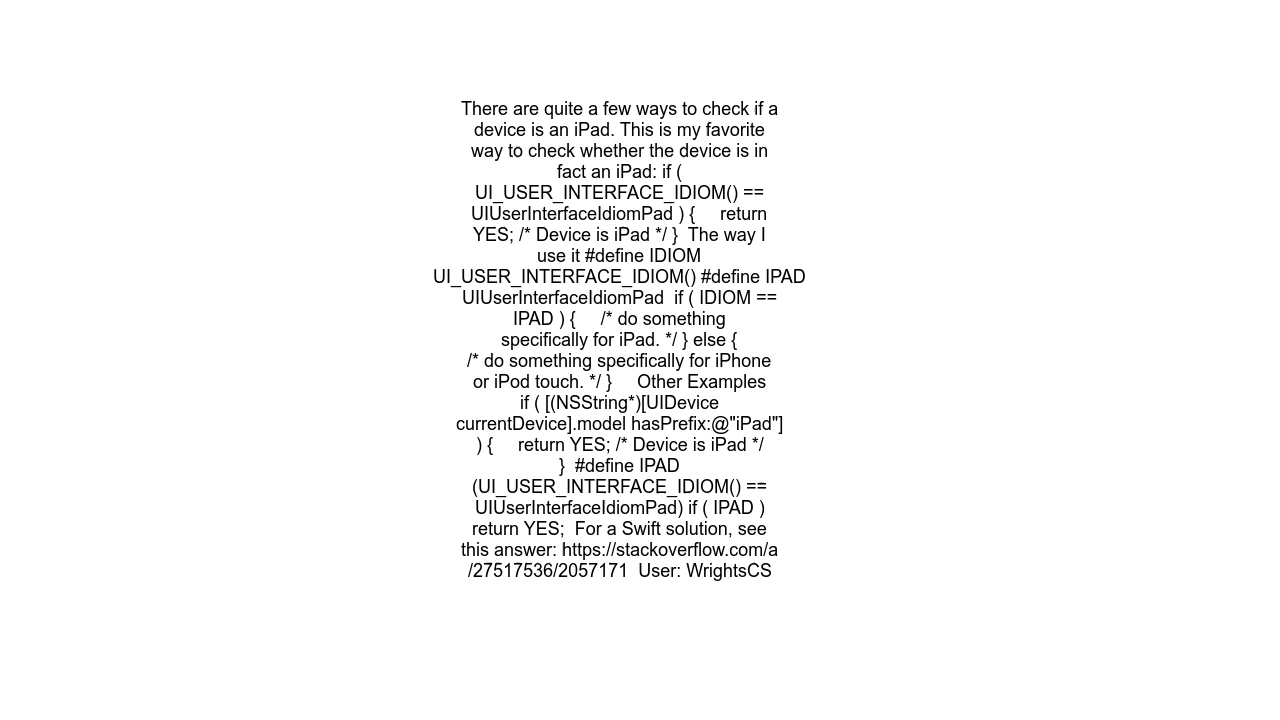 There are quite a few ways to check if a
device is an iPad. This is my favorite
way to check whether the device is in
fact an iPad: if (
UI_USER_INTERFACE_IDIOM() ==
UIUserInterfaceIdiomPad ) {     return
YES; /* Device is iPad */ }  The way I
use it #define IDIOM
UI_USER_INTERFACE_IDIOM() #define IPAD
UIUserInterfaceIdiomPad  if ( IDIOM ==
IPAD ) {     /* do something
specifically for iPad. */ } else {
/* do something specifically for iPhone
or iPod touch. */ }     Other Examples
if ( [(NSString*)[UIDevice
currentDevice].model hasPrefix:@"iPad"]
) {     return YES; /* Device is iPad */
}  #define IPAD
(UI_USER_INTERFACE_IDIOM() ==
UIUserInterfaceIdiomPad) if ( IPAD )
return YES;  For a Swift solution, see
this answer: https://stackoverflow.com/a
/27517536/2057171  User: WrightsCS